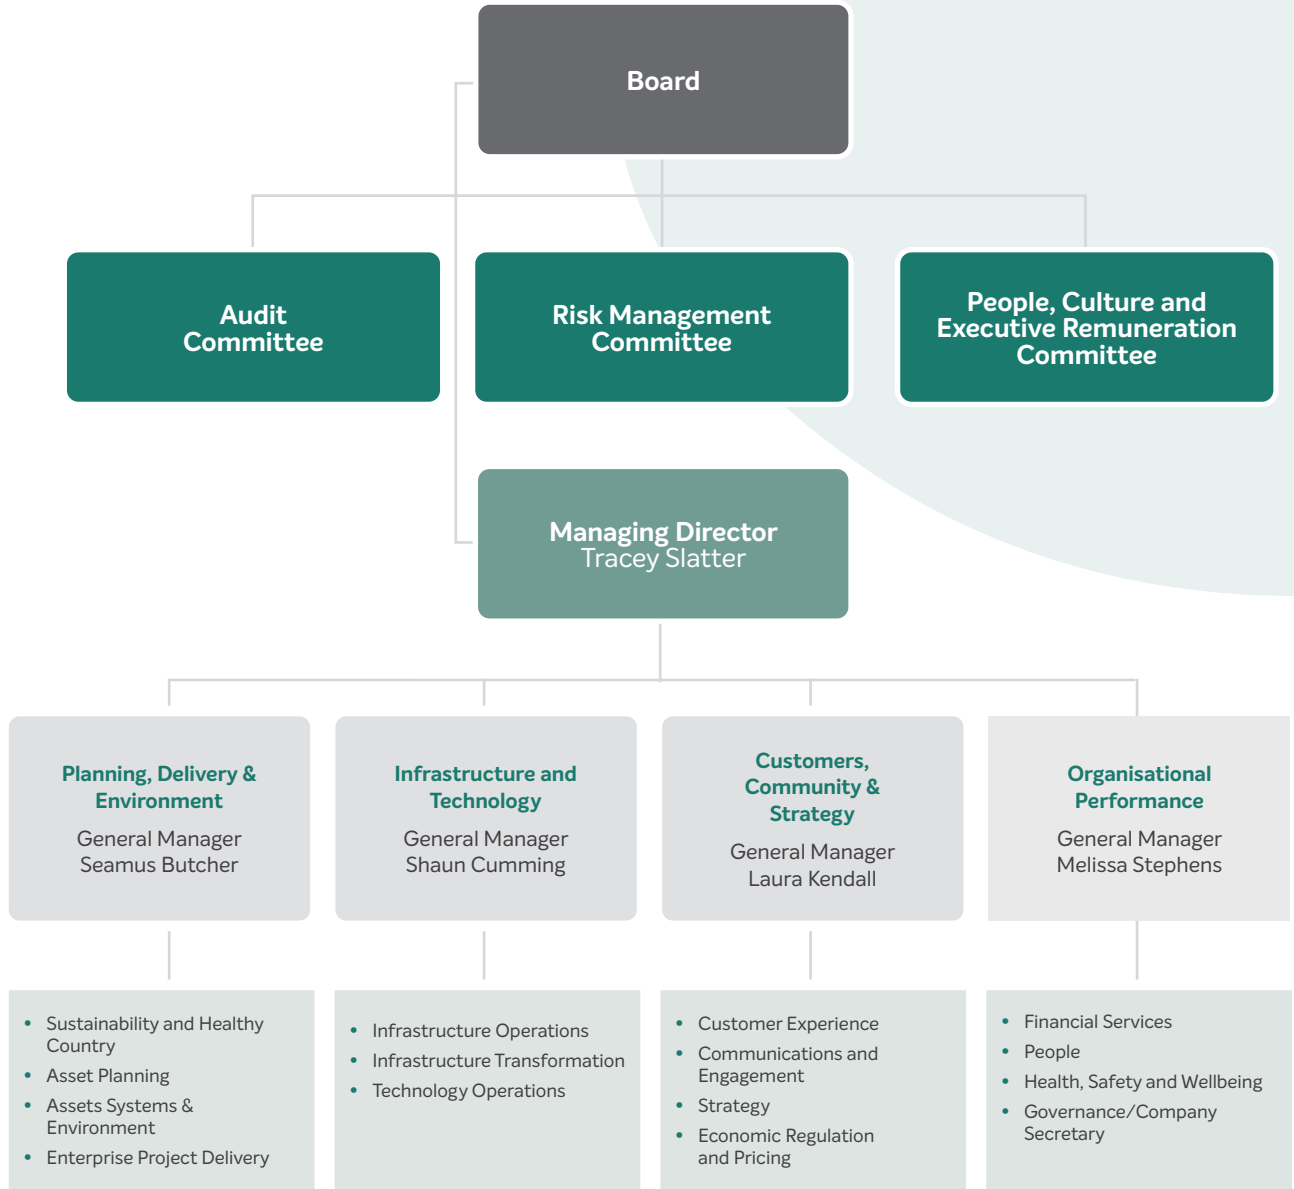 Board
Audit
Committee
Risk Management
Committee
People, Culture and
Executive Remuneration
Committee
Managing Director
Tracey Slatter
Planning, Delivery &
Environment
General Manager
Seamus Butcher
Infrastructure and
Technology
General Manager
Shaun Cumming
Customers,
Community &
Strategy
General Manager
Laura Kendall
Organisational
Performance
General Manager
Melissa Stephens
• Sustainability and Healthy
Country
• Asset Planning
• Assets Systems &
Environment
• Enterprise Project Delivery
• Infrastructure Operations
• Infrastructure Transformation
• Technology Operations
• Customer Experience
• Communications and
Engagement
• Strategy
• Economic Regulation
and Pricing
• Financial Services
• People
• Health, Safety and Wellbeing
• Governance/Company
Secretary